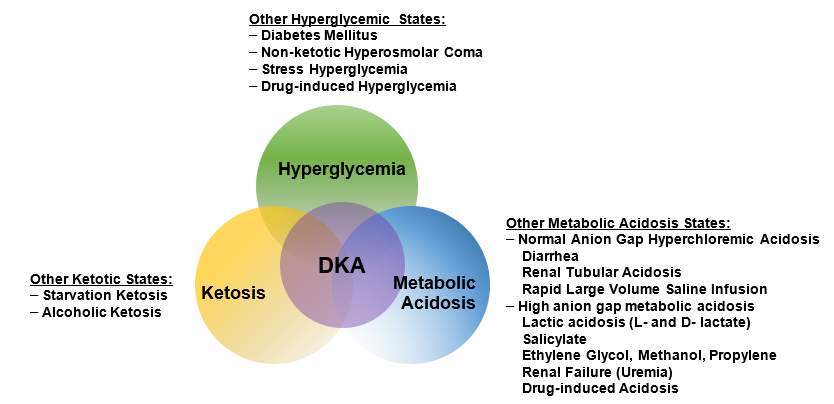 Other Hyperglycemic States:
– Diabetes Mellitus
– Non-ketotic Hyperosmolar Coma
– Stress Hyperglycemia
– Drug-induced Hyperglycemia
Hyperglycemia
Other Ketotic States:
– Starvation Ketosis
– Alcoholic Ketosis
Ketosis
DKA
Metabolic
Acidosis
Other Metabolic Acidosis States:
– Normal Anion Gap Hyperchloremic Acidosis
Diarrhea
Renal Tubular Acidosis
Rapid Large Volume Saline Infusion
– High anion gap metabolic acidosis
Lactic acidosis (L- and D- lactate)
Salicylate
Ethylene Glycol, Methanol, Propylene
Renal Failure (Uremia)
Drug-induced Acidosis